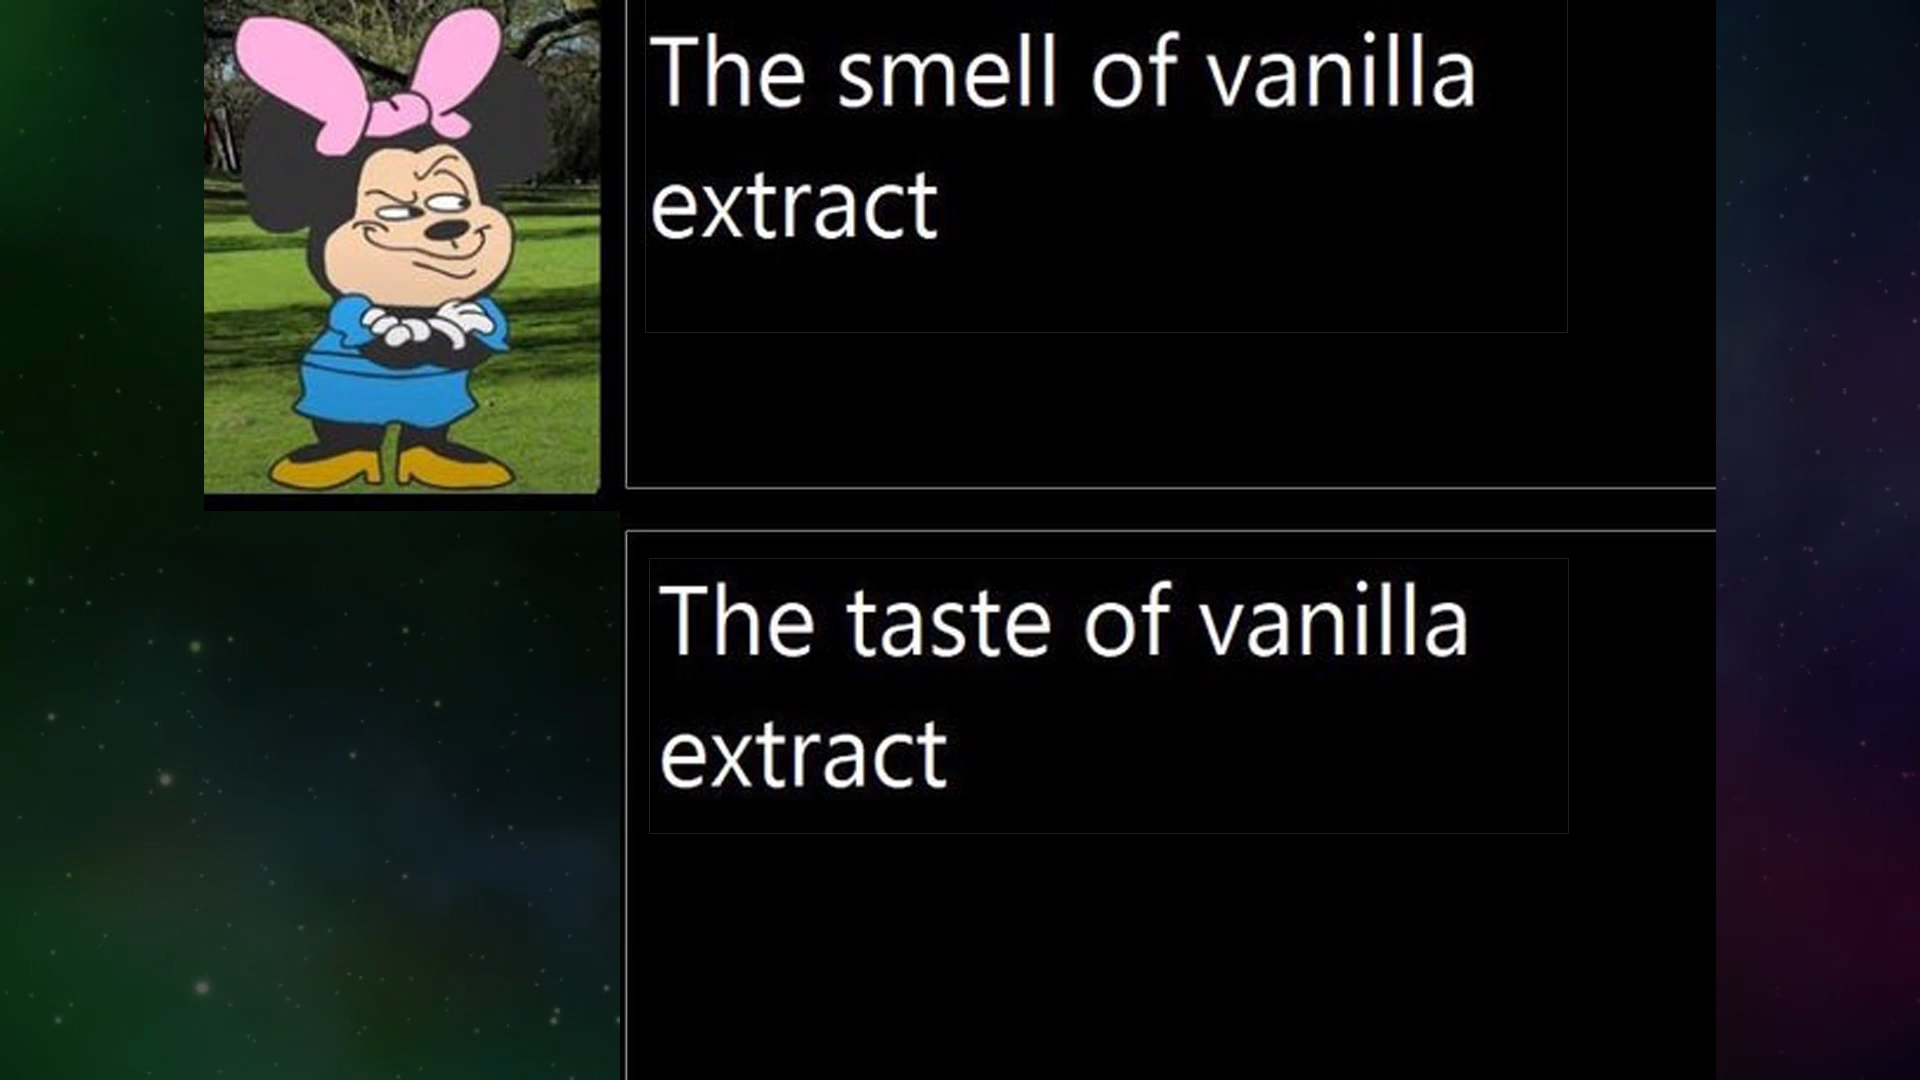 The smell of vanilla
extract
The taste of vanilla
extract